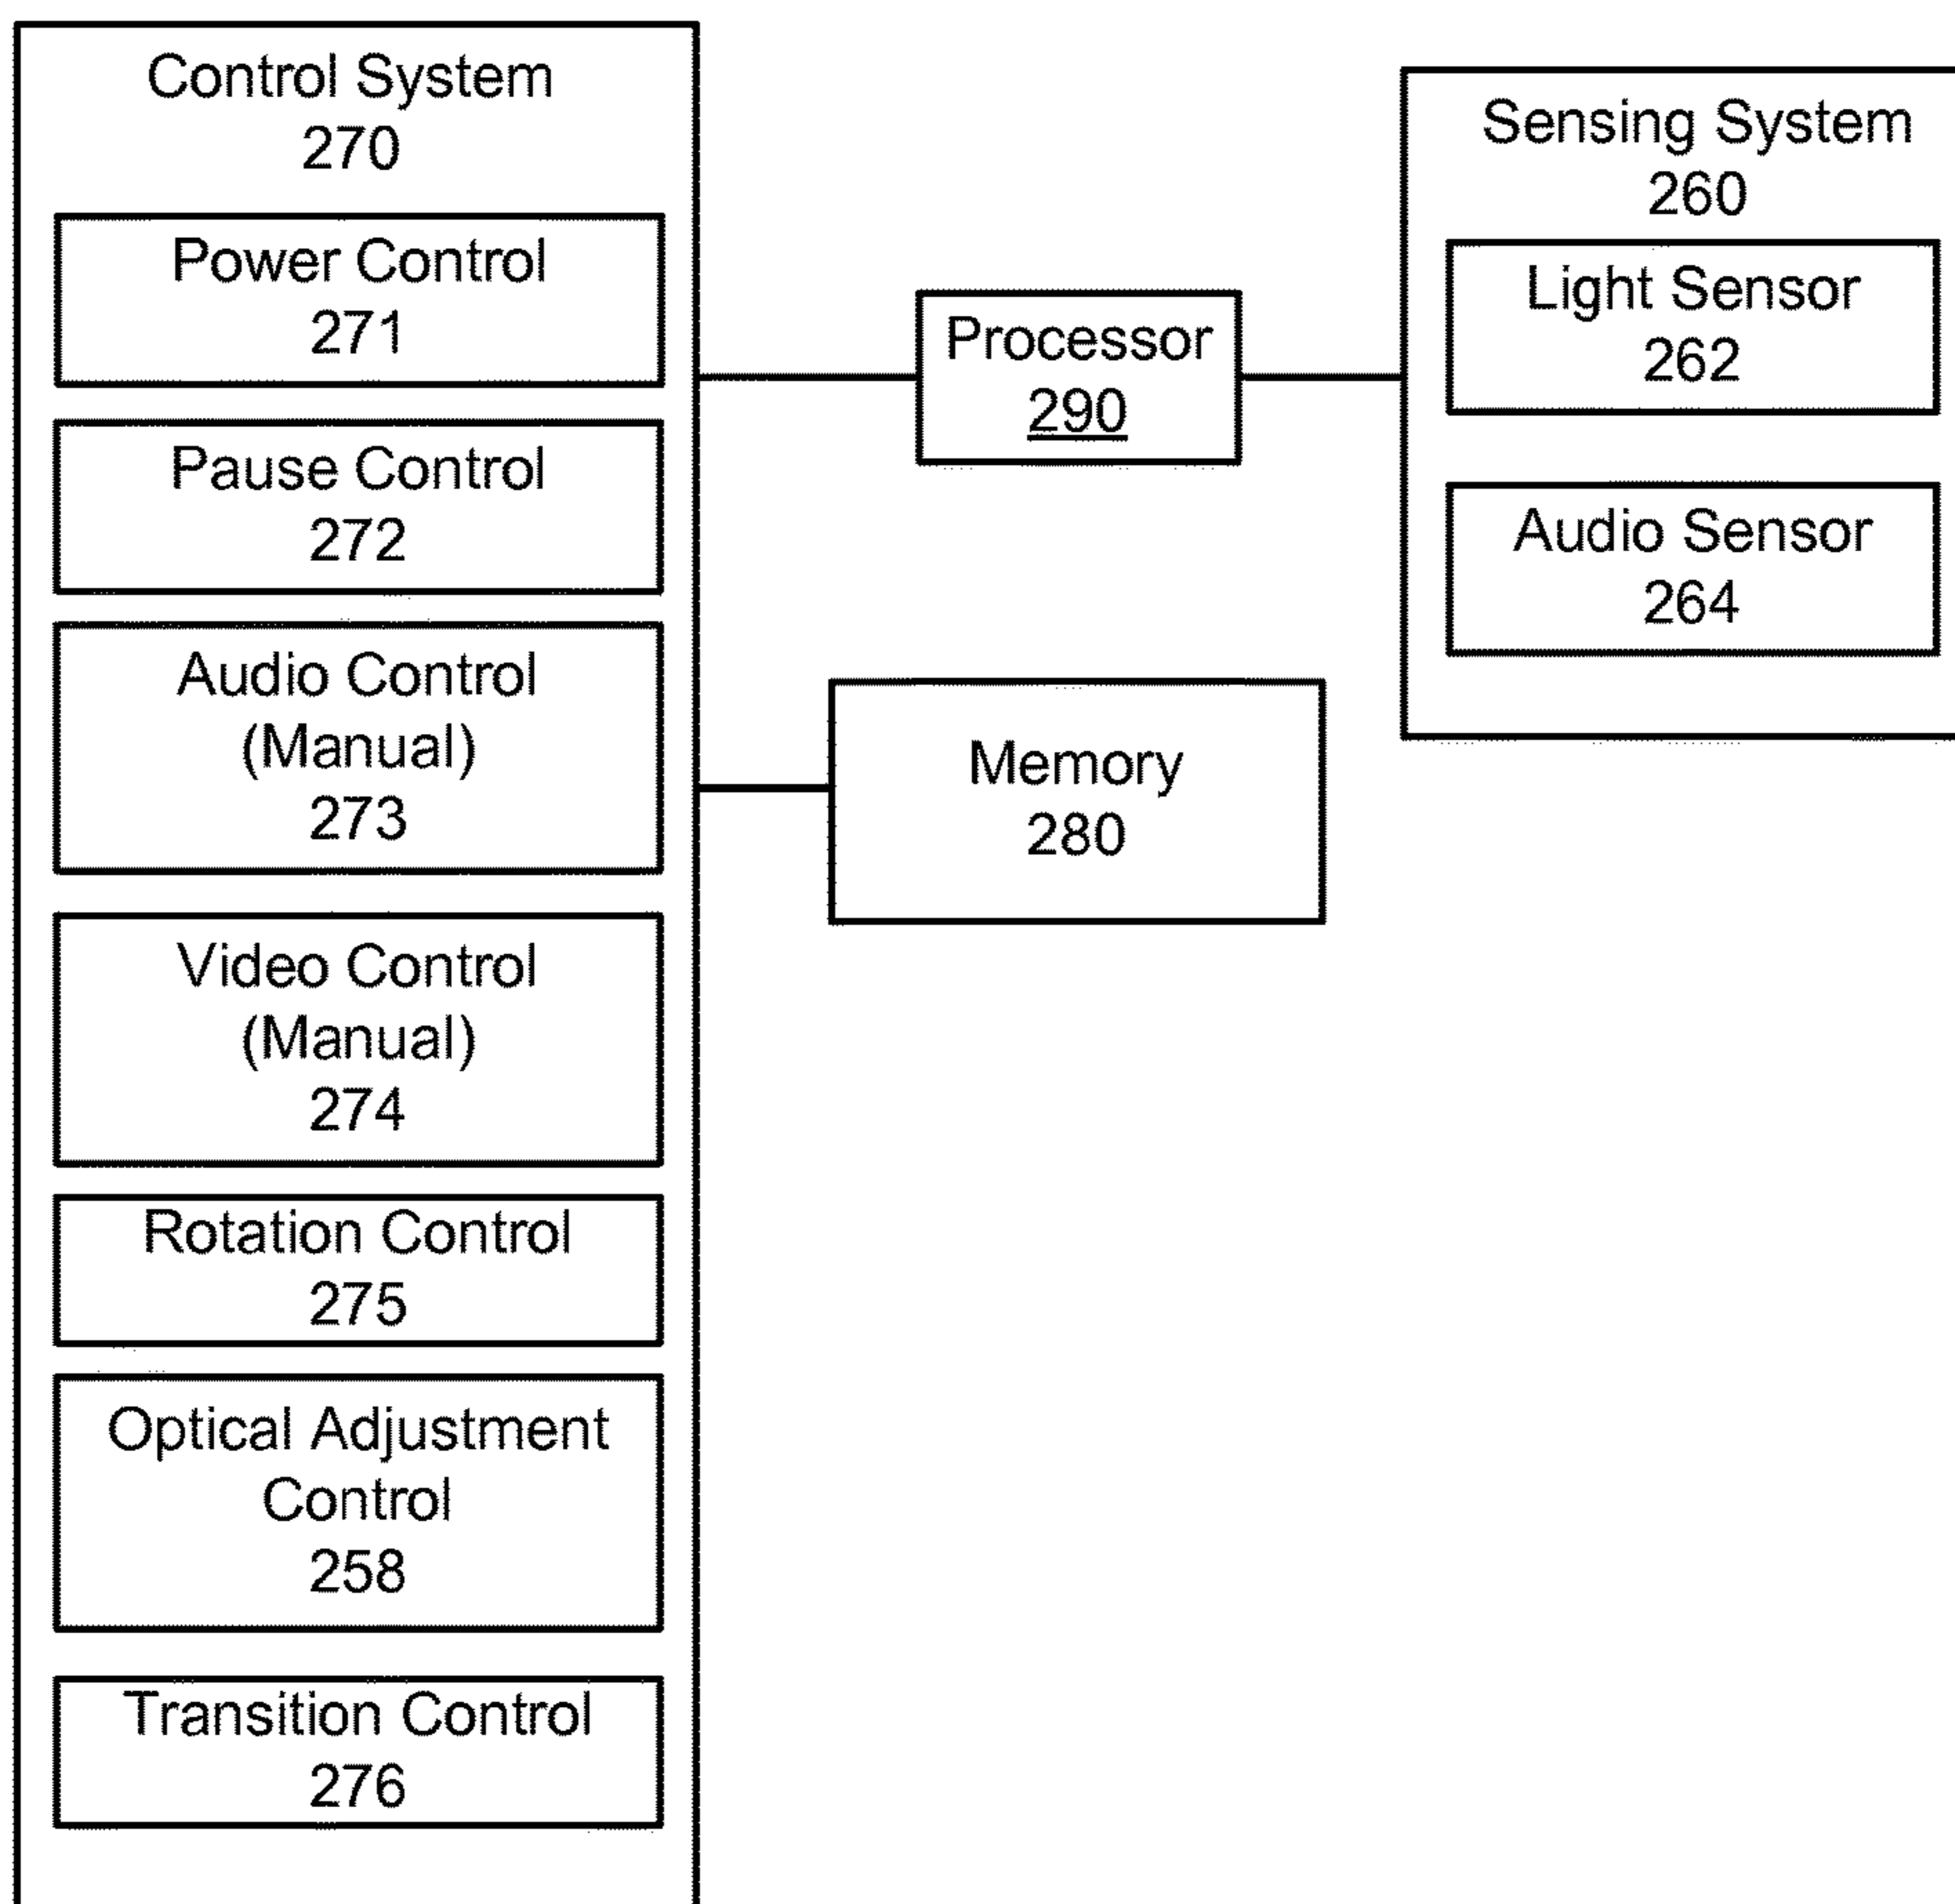 Control System
270
Power Control
271
Pause Control
272
Audio Control
(Manual)
273
Video Control
(Manual)
274
Rotation Control
275
Optical Adjustment
Control
258
Transition Control
276
Processor
290
Memory
280
Sensing System
260
Light Sensor
262
Audio Sensor
264